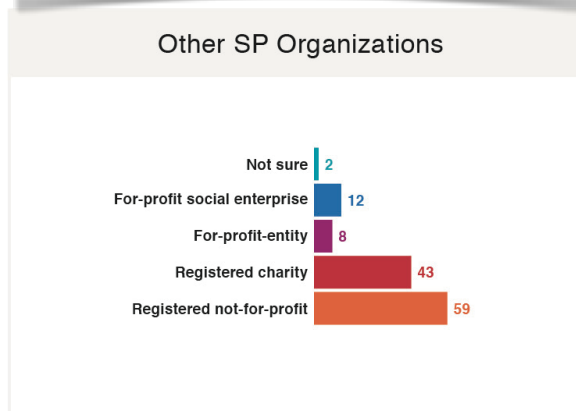 Other SP Organizations
Not sure 2
For-profit social enterprise 12
For-profit-entity 8
Registered charity 43
Registered not-for-profit 59